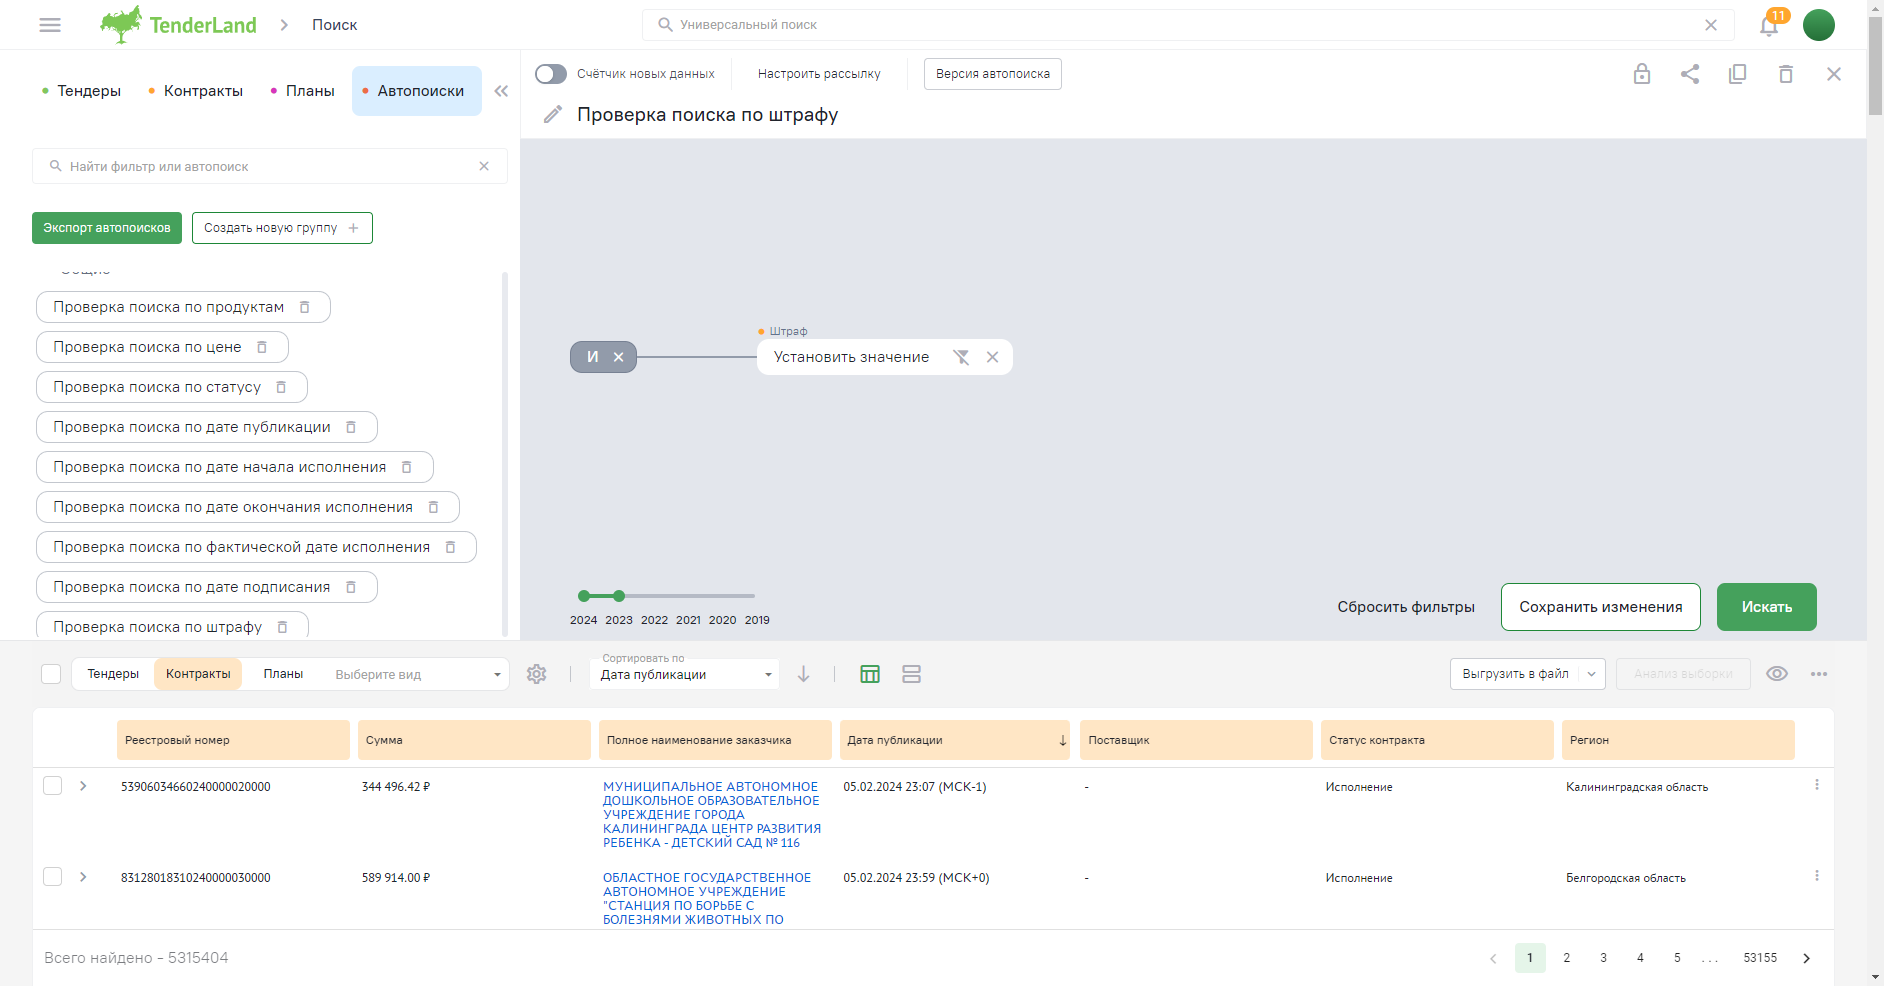 TenderLand
Поиск
Универсальный поиск
11
Тендеры
Контракты
Планы
Автопоиски
Счётчик новых данных
Настроить рассылку
Версия автопоиска
Проверка поиска по штрафу
Найти фильтр или автопоиск
Экспорт автопоисков
Создать новую группу
Общие
Проверка поиска по продуктам
Проверка поиска по цене
Проверка поиска по статусу
Проверка поиска по дате публикации
Проверка поиска по дате начала исполнения
Проверка поиска по дате окончания исполнения
Проверка поиска по фактической дате исполнения
Проверка поиска по дате подписания
Проверка поиска по штрафу
Штраф
И
Установить значение
2024 2023 2022 2021 2020 2019
Сбросить фильтры
Сохранить изменения
Искать
Тендеры
Контракты
Планы
Выберите вид
Сортировать по
Дата публикации
Выгрузить в файл
Анализ выборки
Реестровый номер
Сумма
Полное наименование заказчика
Дата публикации
Поставщик
Статус контракта
Регион
53906034660240000020000
344 496.42 ₽
МУНИЦИПАЛЬНОЕ АВТОНОМНОЕ
ДОШКОЛЬНОЕ ОБРАЗОВАТЕЛЬНОЕ
УЧРЕЖДЕНИЕ ГОРОДА
КАЛИНИНГРАДА ЦЕНТР РАЗВИТИЯ
РЕБЕНКА - ДЕТСКИЙ САД № 116
05.02.2024 23:07 (МСК-1)
-
Исполнение
Калининградская область
83128018310240000030000
589 914.00 ₽
ОБЛАСТНОЕ ГОСУДАРСТВЕННОЕ
АВТОНОМНОЕ УЧРЕЖДЕНИЕ
"СТАНЦИЯ ПО БОРЬБЕ С
БОЛЕЗНЯМИ ЖИВОТНЫХ ПО
05.02.2024 23:59 (МСК+0)
-
Исполнение
Белгородская область
Всего найдено - 5315404
1 2 3 4 5 ... 53155